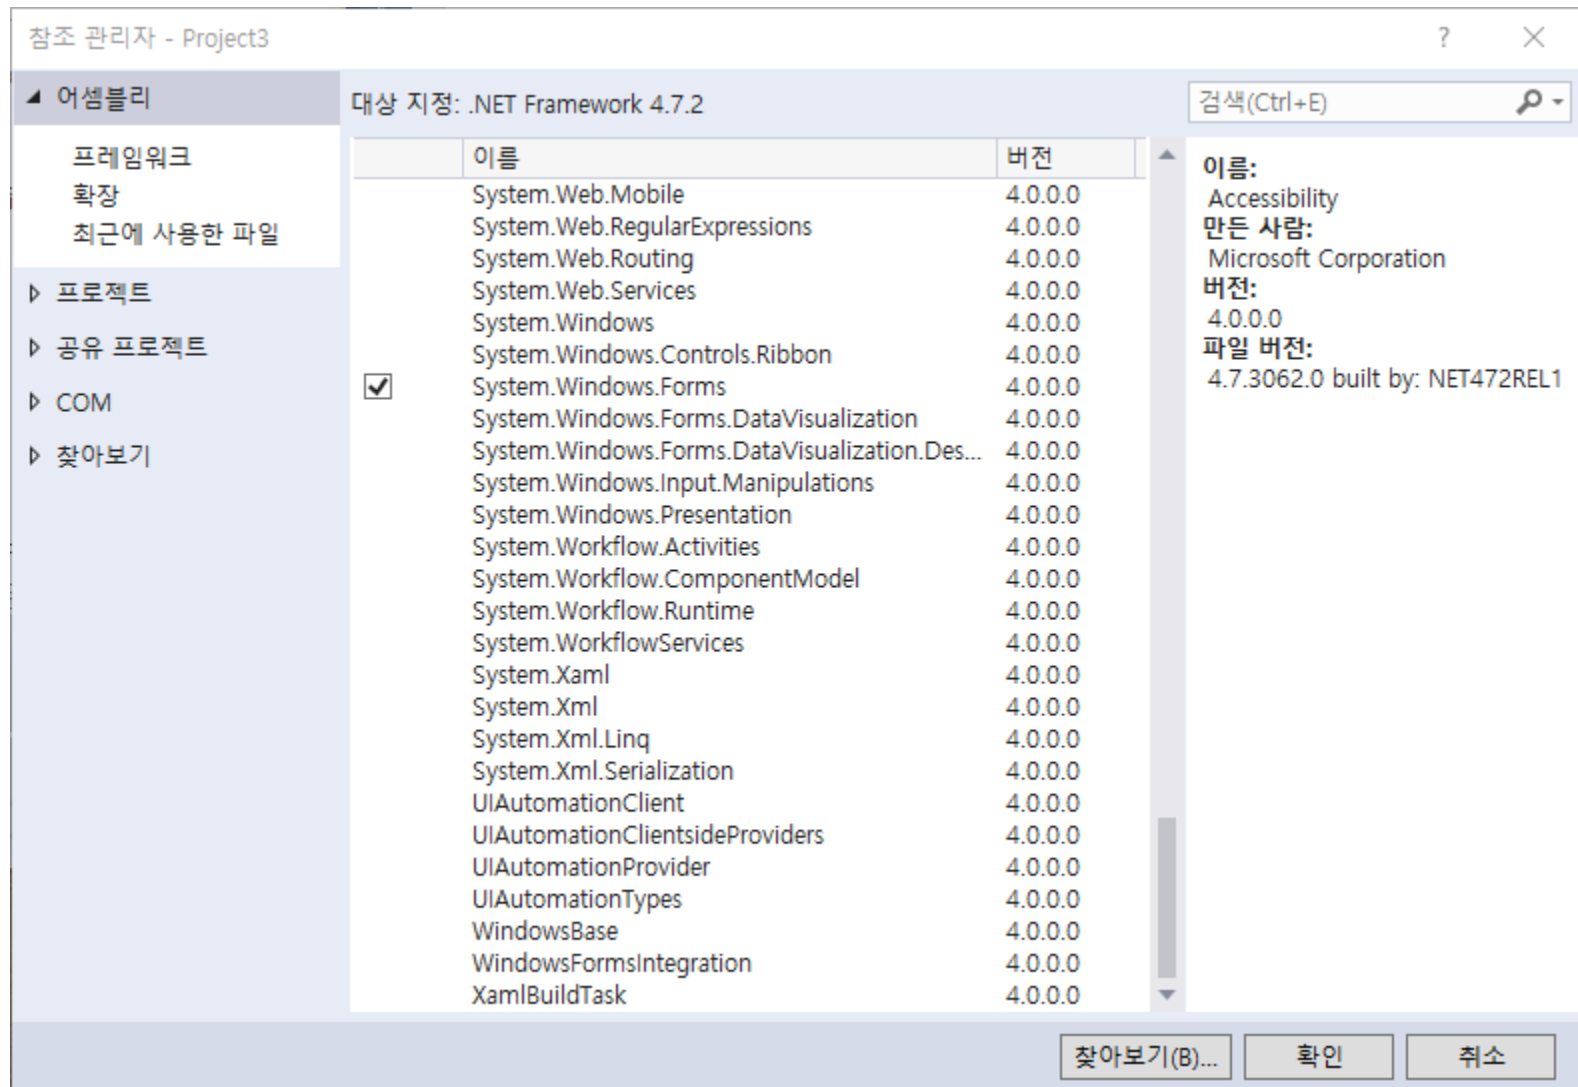 참조 관리자 - Project3
?
어셈블리
프레임워크
확장
최근에 사용한 파일
프로젝트
공유 프로젝트
COM
찾아보기
대상 지정: .NET Framework 4.7.2
검색(Ctrl+E)
이름 버전
System.Web.Mobile 4.0.0.0
System.Web.RegularExpressions 4.0.0.0
System.Web.Routing 4.0.0.0
System.Web.Services 4.0.0.0
System.Windows 4.0.0.0
System.Windows.Controls.Ribbon 4.0.0.0
System.Windows.Forms 4.0.0.0
System.Windows.Forms.DataVisualization 4.0.0.0
System.Windows.Forms.DataVisualization.Des... 4.0.0.0
System.Windows.Input.Manipulations 4.0.0.0
System.Windows.Presentation 4.0.0.0
System.Workflow.Activities 4.0.0.0
System.Workflow.ComponentModel 4.0.0.0
System.Workflow.Runtime 4.0.0.0
System.WorkflowServices 4.0.0.0
System.Xaml 4.0.0.0
System.Xml 4.0.0.0
System.Xml.Linq 4.0.0.0
System.Xml.Serialization 4.0.0.0
UIAutomationClient 4.0.0.0
UIAutomationClientsideProviders 4.0.0.0
UIAutomationProvider 4.0.0.0
UIAutomationTypes 4.0.0.0
WindowsBase 4.0.0.0
WindowsFormsIntegration 4.0.0.0
XamlBuildTask 4.0.0.0
이름:
Accessibility
만든 사람:
Microsoft Corporation
버전:
4.0.0.0
파일 버전:
4.7.3062.0 built by: NET472REL1
찾아보기(B)... 확인 취소